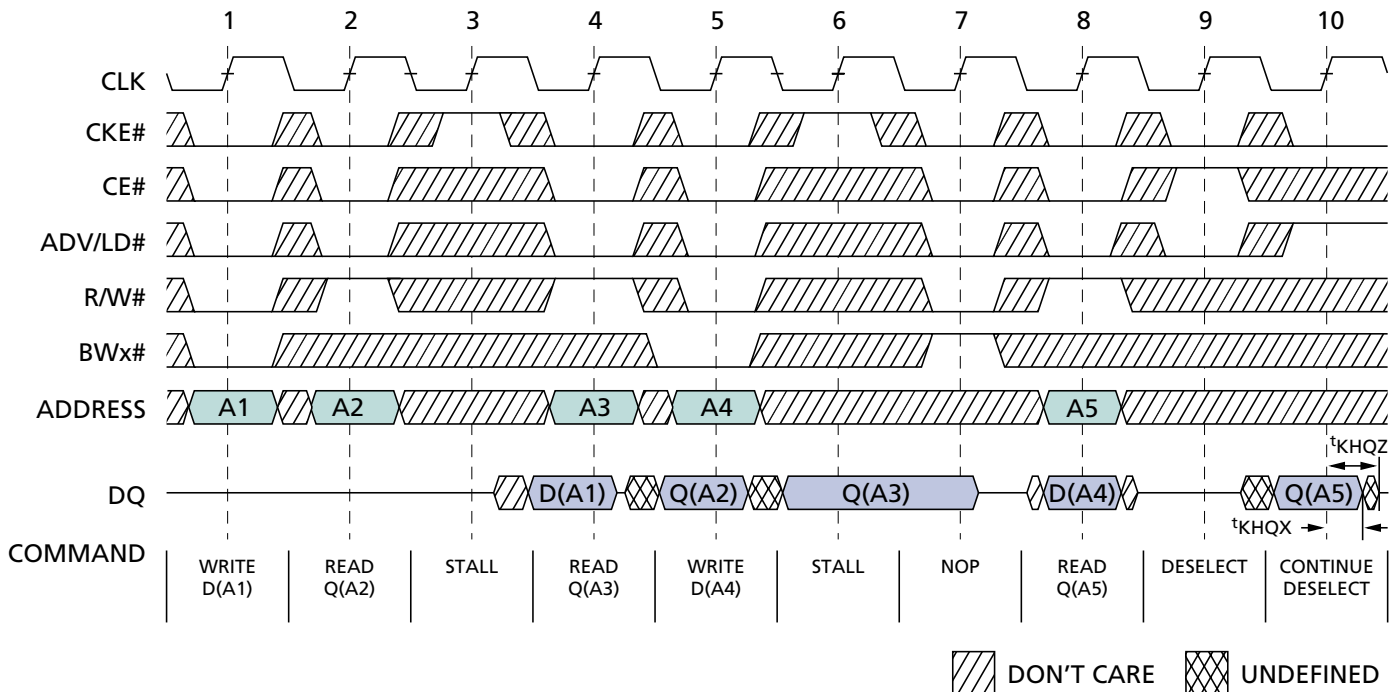 1 2 3 4 5 6 7 8 9 10
CLK
CKE#
CE#
ADV/LD#
R/W#
BWx#
ADDRESS A1 A2 A3 A4 A5
tKHQZ
DQ D(A1) Q(A2) Q(A3) D(A4) Q(A5)
tKHQX
COMMAND
WRITE READ STALL READ WRITE STALL NOP READ DESELECT CONTINUE
D(A1) Q(A2) Q(A3) D(A4) Q(A5) DESELECT
DON'T CARE UNDEFINED